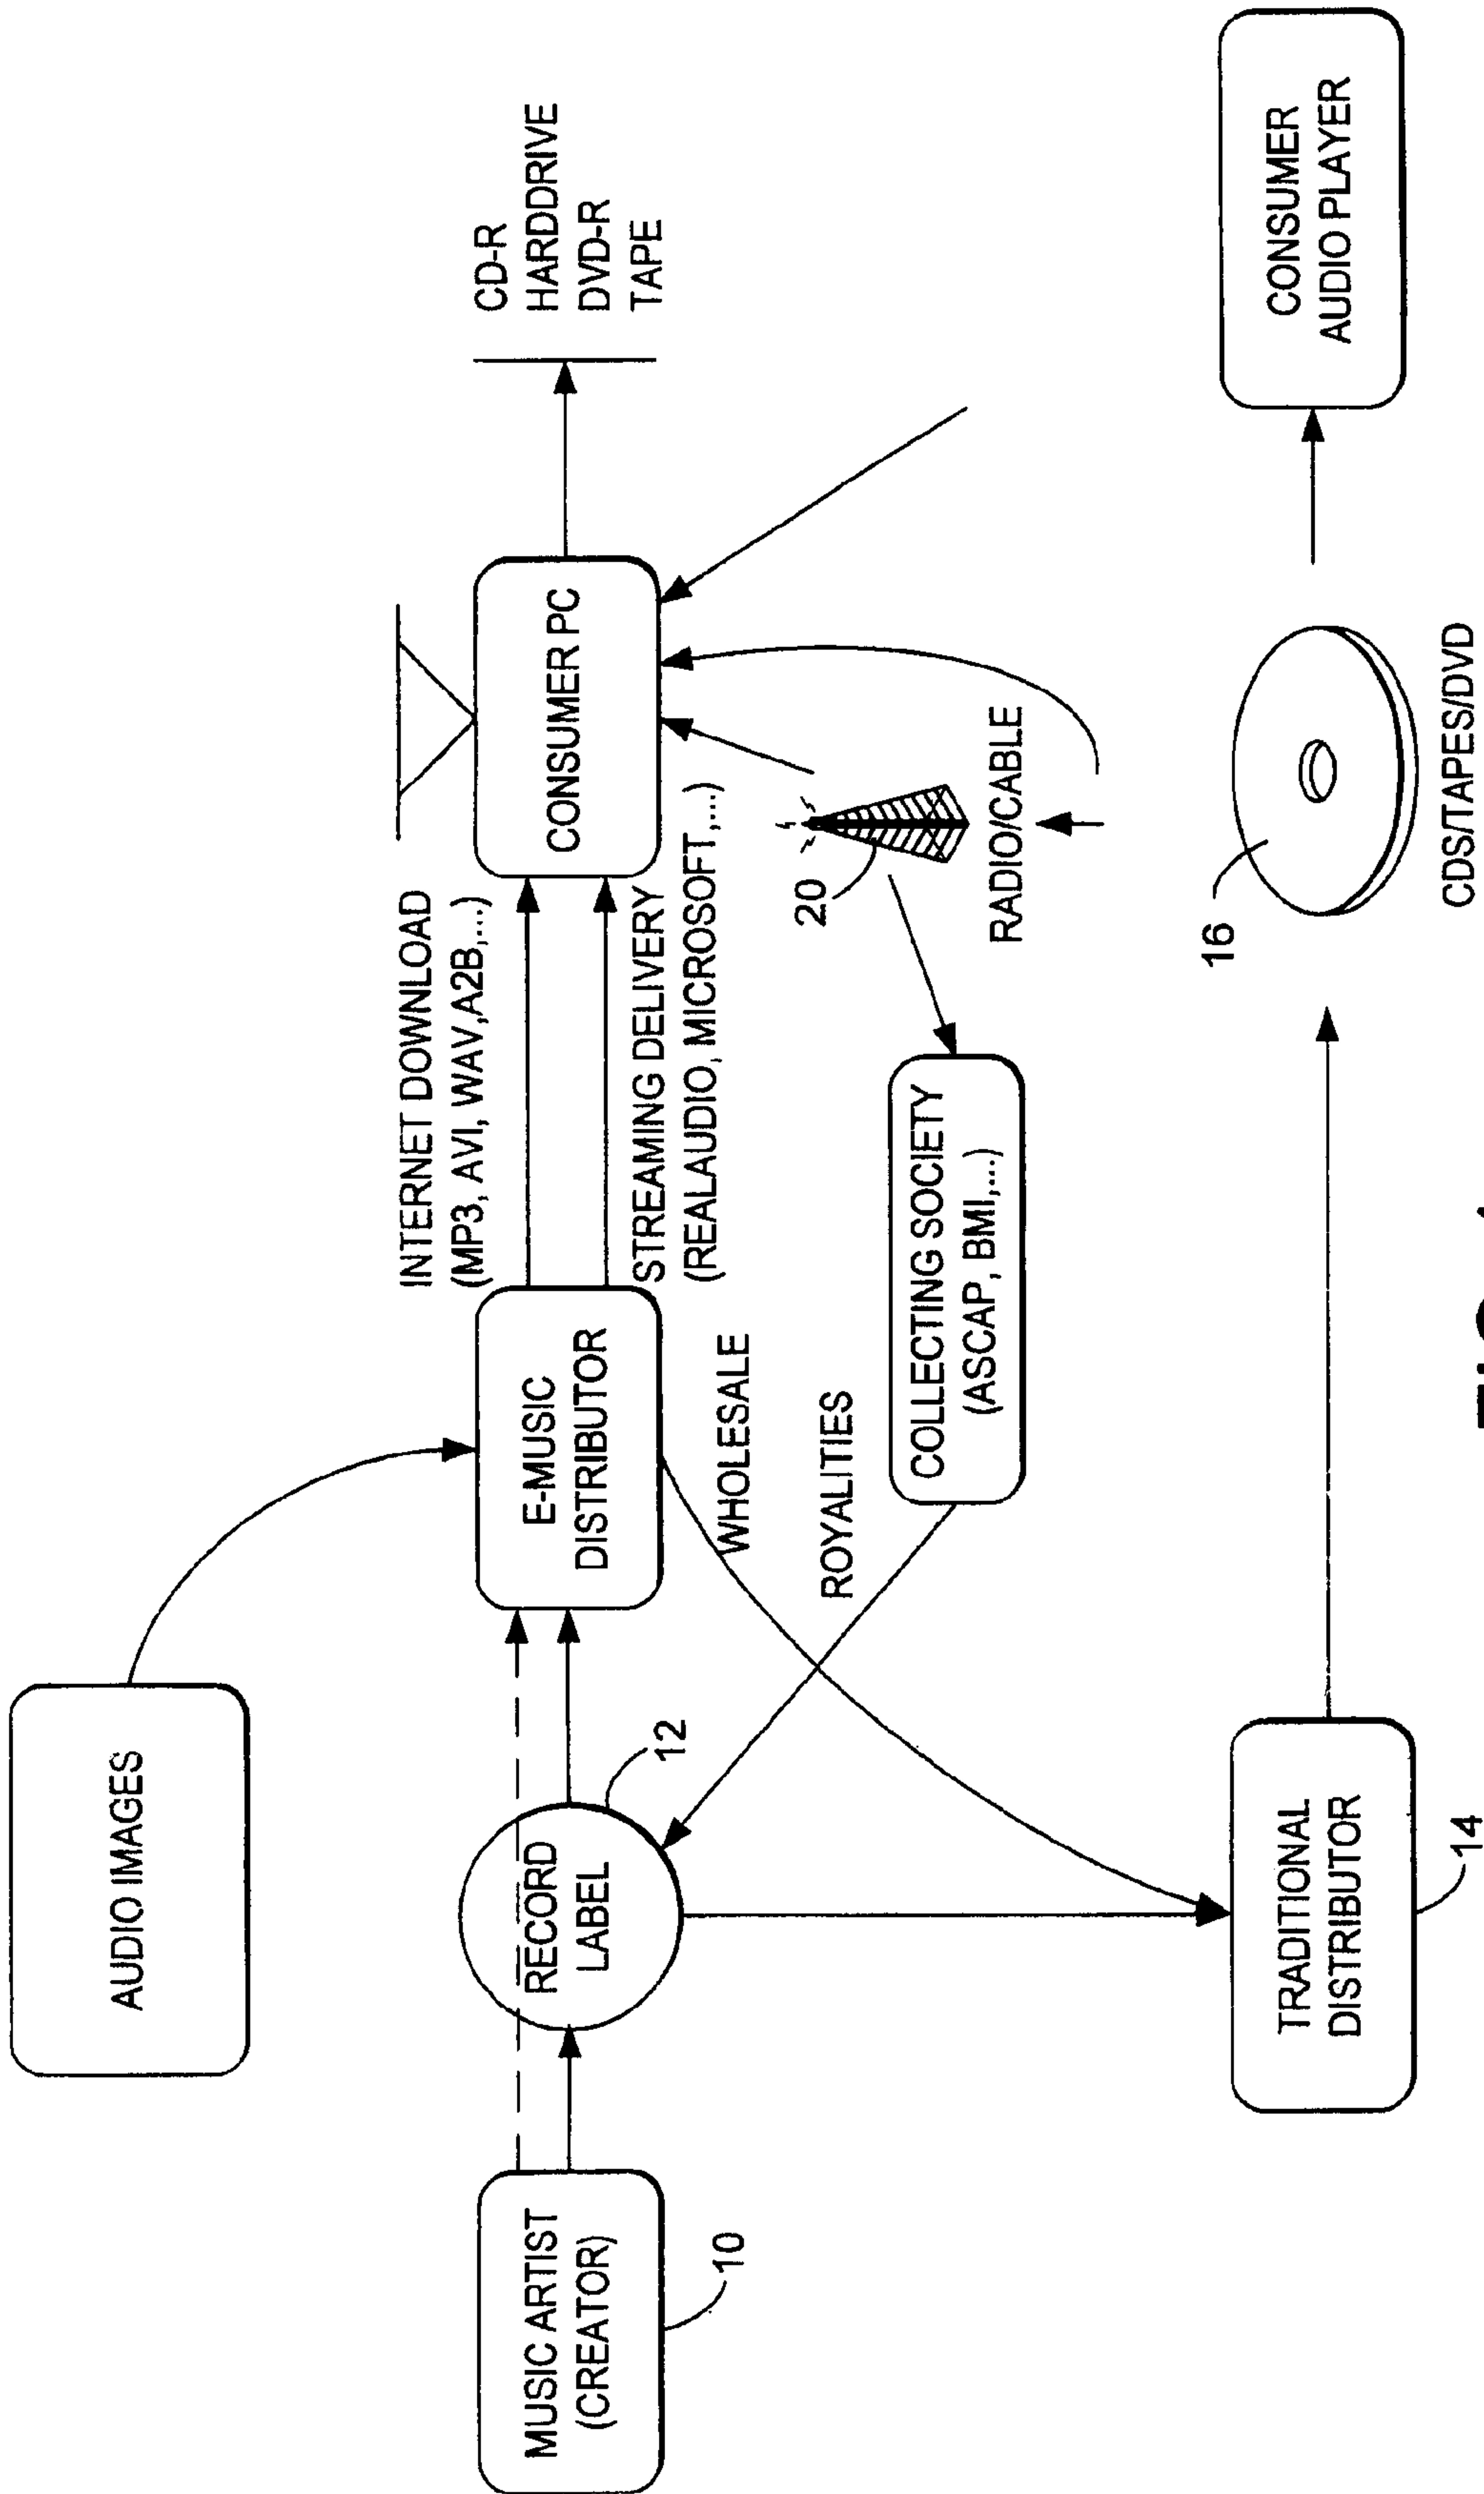 AUDIO IMAGES
MUSIC ARTIST
(CREATOR)
10
RECORD
LABEL
12
E-MUSIC
DISTRIBUTOR
INTERNET DOWNLOAD
(MP3, AVI, WAV, A2B,...)
STREAMING DELIVERY
(REALAUDIO, MICROSOFT,...)
CONSUMER PC
CD-R
HARDDRIVE
DVD-R
TAPE
WHOLESALE
ROYALITIES
COLLECTING SOCIETY
(ASCAP, BMI,...)
20
RADIO/CABLE
TRADITIONAL
DISTRIBUTOR
14
16
CDS/TAPES/DVD
CONSUMER
AUDIO PLAYER